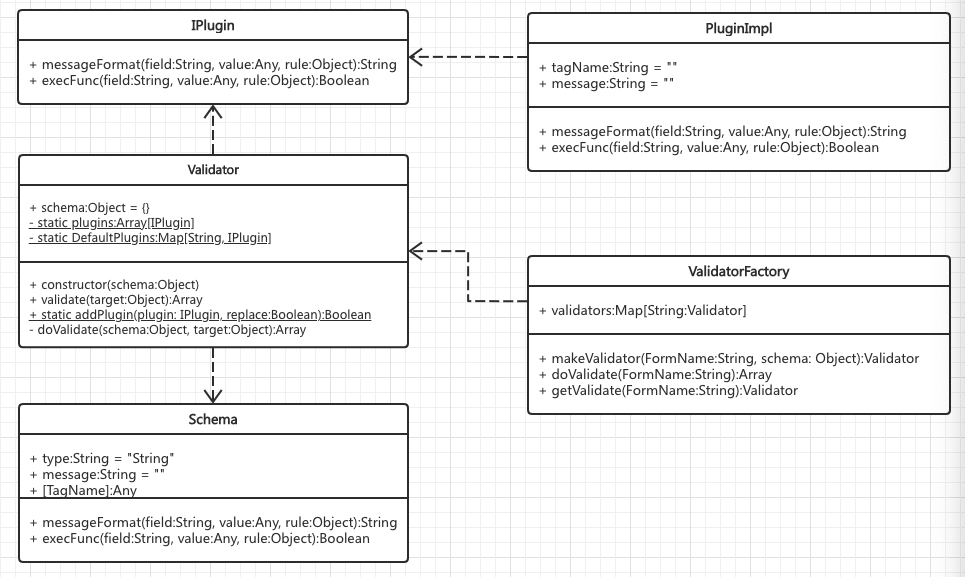 IPlugin
+ messageFormat(field:String, value:Any, rule:Object):String
+ execFunc(field:String, value:Any, rule:Object):Boolean
PluginImpl
+ tagName:String = ""
+ message:String = ""
+ messageFormat(field:String, value:Any, rule:Object):String
+ execFunc(field:String, value:Any, rule:Object):Boolean
Validator
+ schema:Object = {}
- static plugins:Array[IPlugin]
- static DefaultPlugins:Map[String, IPlugin]
+ constructor(schema:Object)
+ validate(target:Object):Array
+ static addPlugin(plugin: IPlugin, replace:Boolean):Boolean
- doValidate(schema:Object, target:Object):Array
ValidatorFactory
+ validators:Map[String:Validator]
+ makeValidator(FormName:String, schema: Object):Validator
+ doValidate(FormName:String):Array
+ getValidate(FormName:String):Validator
Schema
+ type:String = "String"
+ message:String = ""
+ [TagName]:Any
+ messageFormat(field:String, value:Any, rule:Object):String
+ execFunc(field:String, value:Any, rule:Object):Boolean